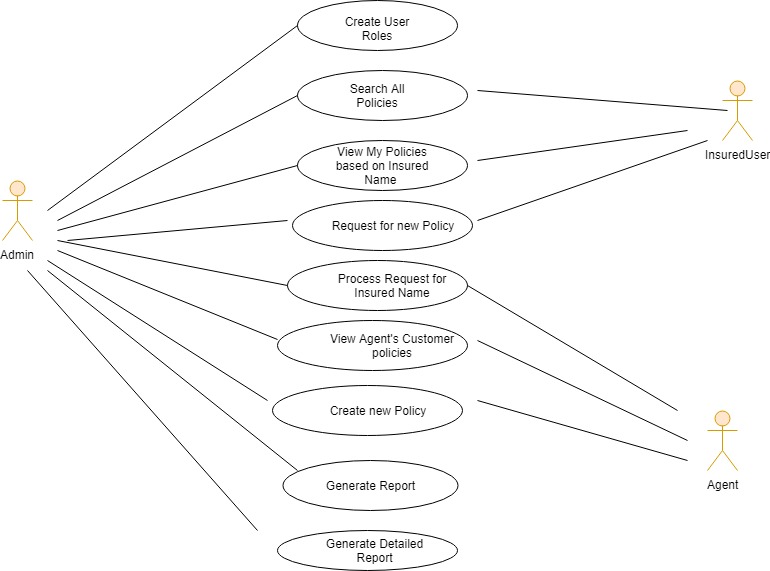 Create User
Roles
Search All
Policies
InsuredUser
View My Policies
based on Insured
Name
Request for new Policy
Admin
Process Request for
Insured Name
View Agent's Customer
policies
Create new Policy
Agent
Generate Report
Generate Detailed
Report